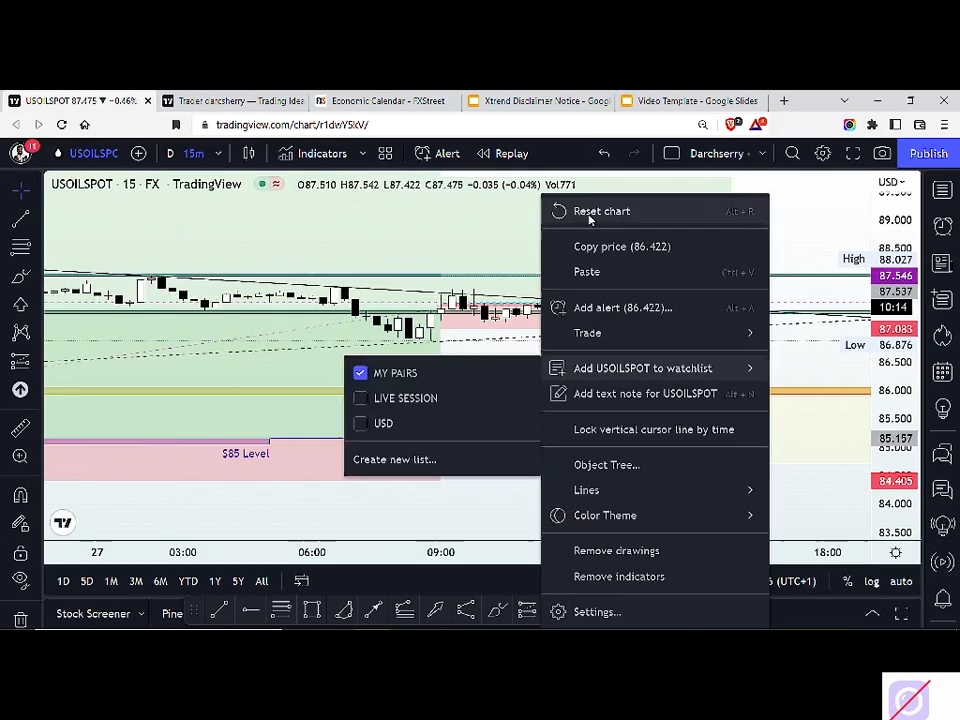 USOILSPOT 87.475 ▼ −0.46%
Trader darcsherry — Trading Idea
Economic Calendar - FXStreet
Xtrend Disclaimer Notice - Googl
Video Template - Google Slides
tradingview.com/chart/r1dwY5kV/
11
USOILSPC
D
15m
Indicators
Alert
Replay
Darchserry
Publish
USOILSPOT · 15 · FX · TradingView
O87.510 H87.542 L87.422 C87.475 −0.035 (−0.04%) Vol771
USD
89.000
88.500
High 88.027
87.546
87.537
10:14
87.083
Low 86.876
86.500
86.000
85.500
85.157
85.000
84.405
84.000
83.500
$85 Level
Reset chart Alt + R
Copy price (86.422)
Paste Ctrl + V
Add alert (86.422)... Alt + A
Trade
Add USOILSPOT to watchlist
Add text note for USOILSPOT Alt + N
Lock vertical cursor line by time
Object Tree...
Lines
Color Theme
Remove drawings
Remove indicators
Settings...
MY PAIRS
LIVE SESSION
USD
Create new list...
27 03:00 06:00 09:00 18:00
1D 5D 1M 3M 6M YTD 1Y 5Y All
(UTC+1) % log auto
Stock Screener
Pine